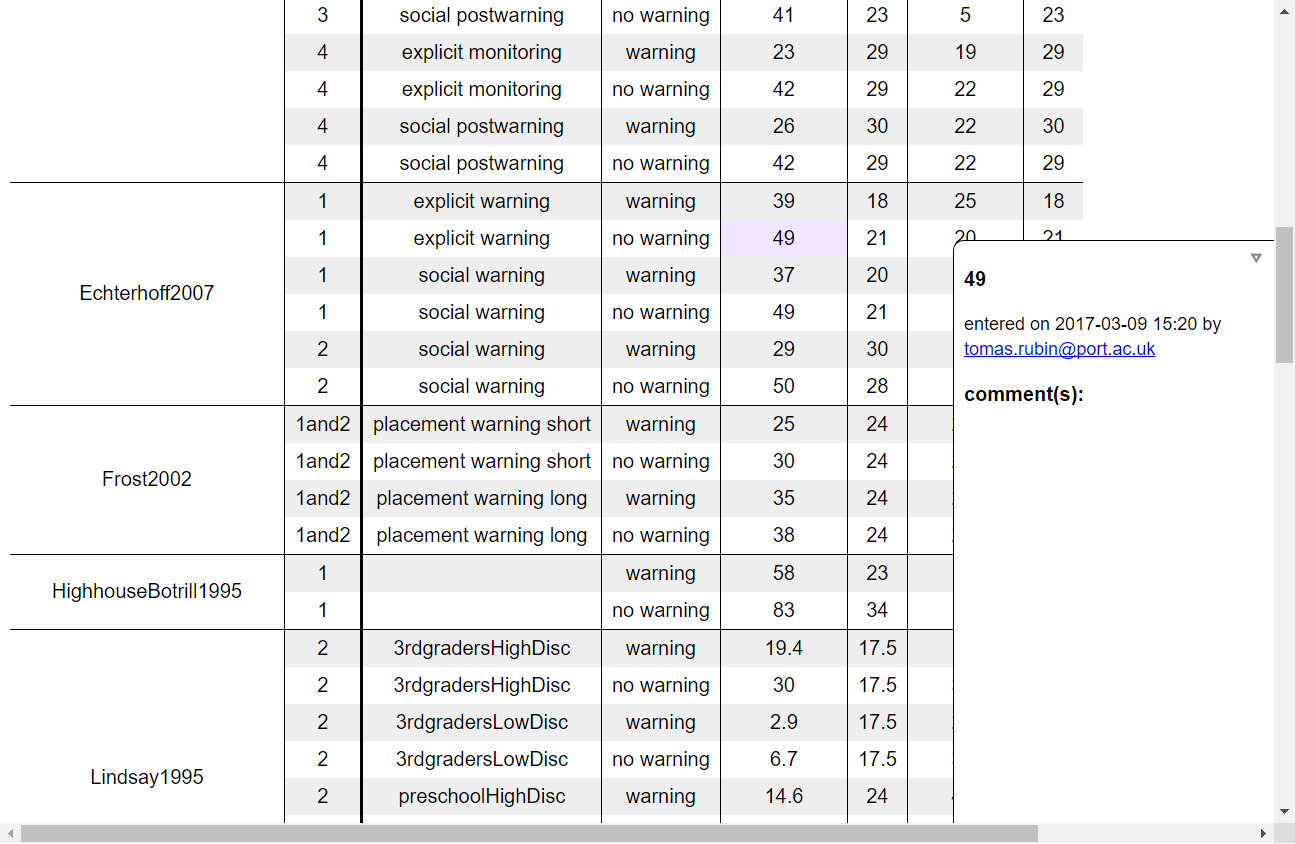 3 social postwarning no warning 41 23 5 23
4 explicit monitoring warning 23 29 19 29
4 explicit monitoring no warning 42 29 22 29
4 social postwarning warning 26 30 22 30
4 social postwarning no warning 42 29 22 29
1 explicit warning warning 39 18 25 18
1 explicit warning no warning 49 21 20 21
Echterhoff2007
1 social warning warning 37 20
1 social warning no warning 49 21
2 social warning warning 29 30
2 social warning no warning 50 28
1and2 placement warning short warning 25 24
1and2 placement warning short no warning 30 24
Frost2002
1and2 placement warning long warning 35 24
1and2 placement warning long no warning 38 24
1 warning 58 23
HighhouseBotrill1995
1 no warning 83 34
2 3rdgradersHighDisc warning 19.4 17.5
2 3rdgradersHighDisc no warning 30 17.5
2 3rdgradersLowDisc warning 2.9 17.5
2 3rdgradersLowDisc no warning 6.7 17.5
Lindsay1995
2 preschoolHighDisc warning 14.6 24
49
entered on 2017-03-09 15:20 by
tomas.rubin@port.ac.uk
comment(s):